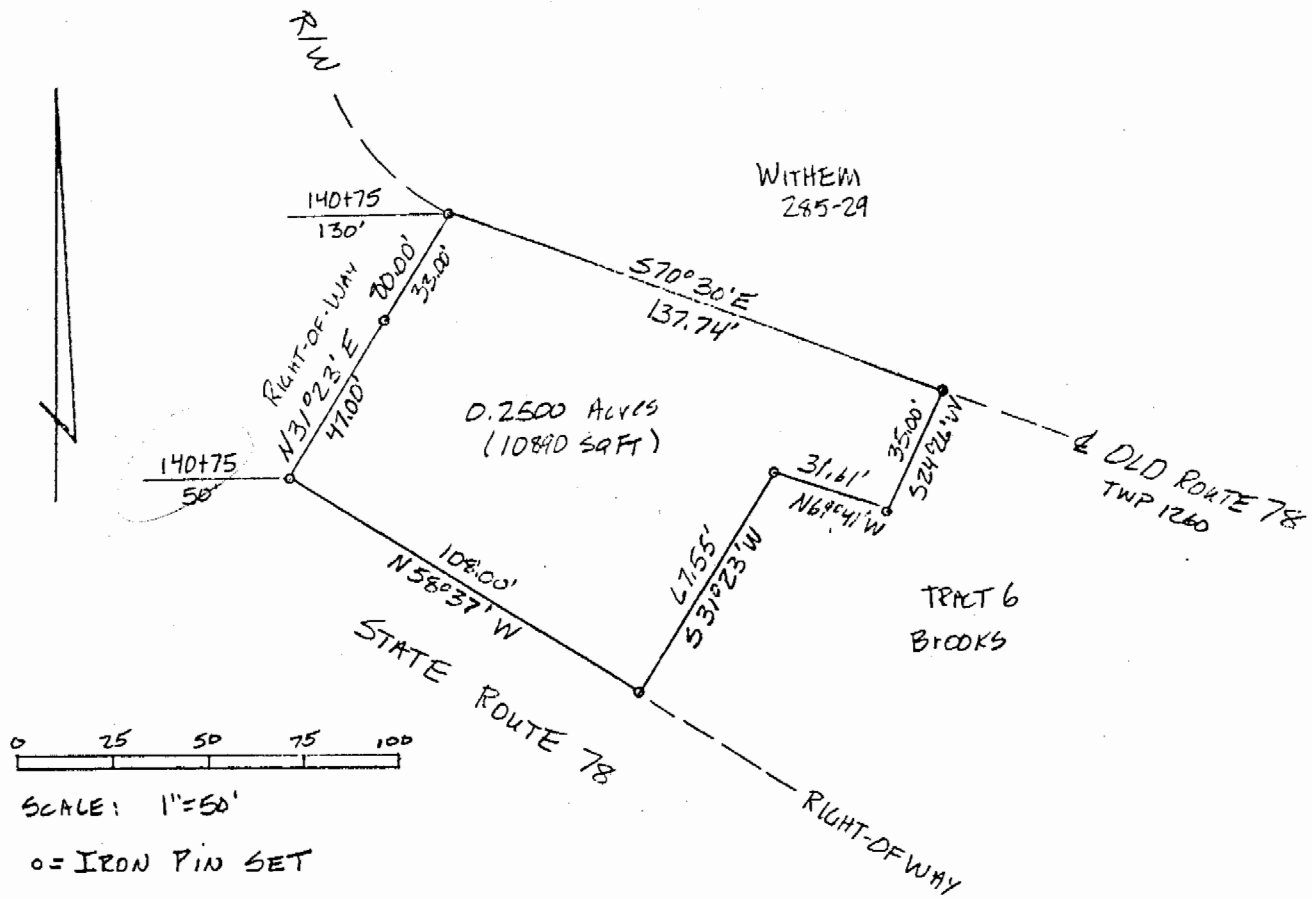 R/W
WITHEM
285-29
140+75
130'
80.00'
33.00'
RIGHT-OF-WAY
N31°23'E
47.00'
S70°30'E
137.74'
0.2500 Acres
(10890 SqFT)
35.00'
S24°26'W
31.61'
N69°41'W
℄ OLD ROUTE 78
TWP 1260
140+75
50'
67.55'
S31°23'W
108.00'
N58°37'W
TRACT 6
BrOOKS
STATE ROUTE 78
RIGHT-OF WAY
0 25 50 75 100
SCALE: 1"=50'
o= IRON PIN SET